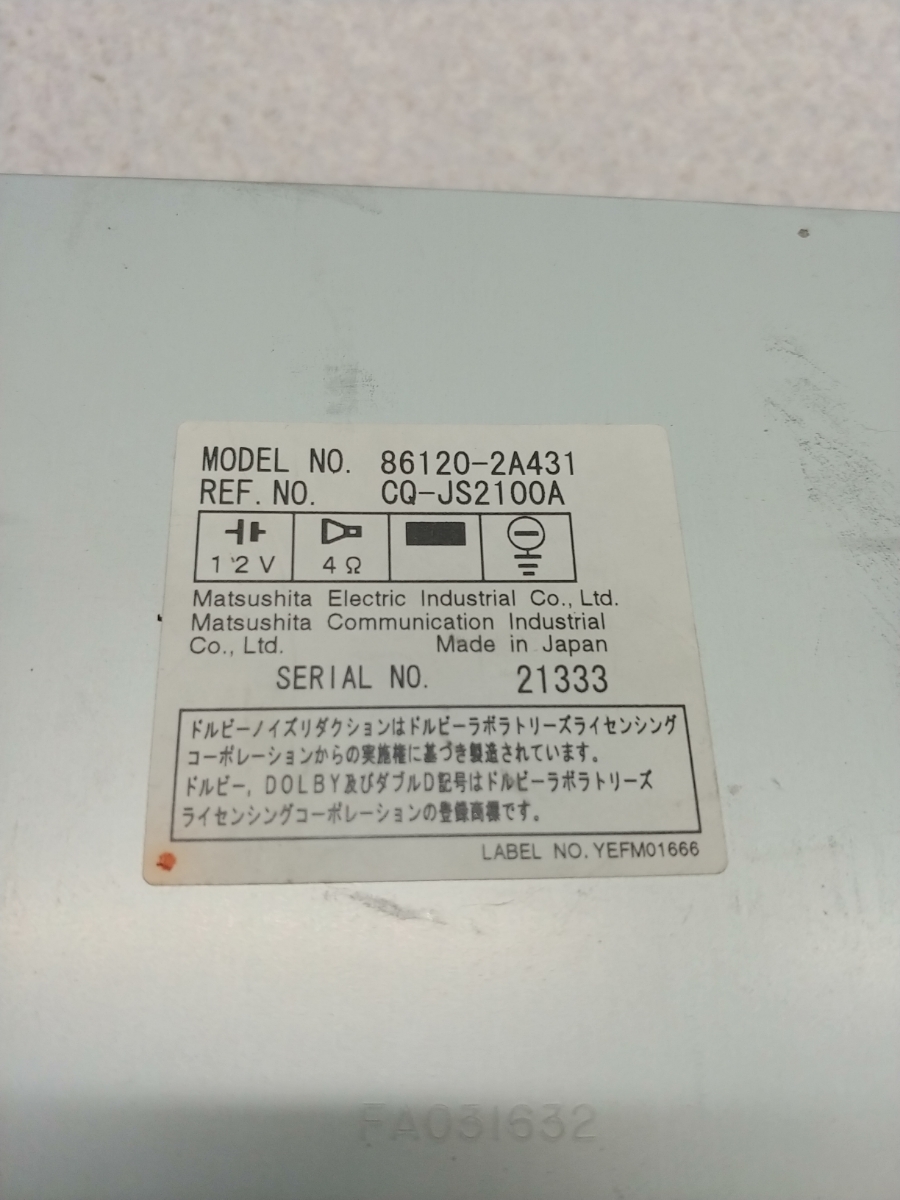 MODEL NO. 86120-2A431
REF. NO. CQ-JS2100A
12V 4Ω
Matsushita Electric Industrial Co., Ltd.
Matsushita Communication Industrial
Co., Ltd. Made in Japan
SERIAL NO. 21333
ドルビーノイズリダクションはドルビーラボラトリーズライセンシング
コーポレーションからの実施権に基づき製造されています。
ドルビー, DOLBY及びダブルD記号はドルビーラボラトリーズ
ライセンシングコーポレーションの登録商標です。
LABEL NO. YEFM01666
FA031632